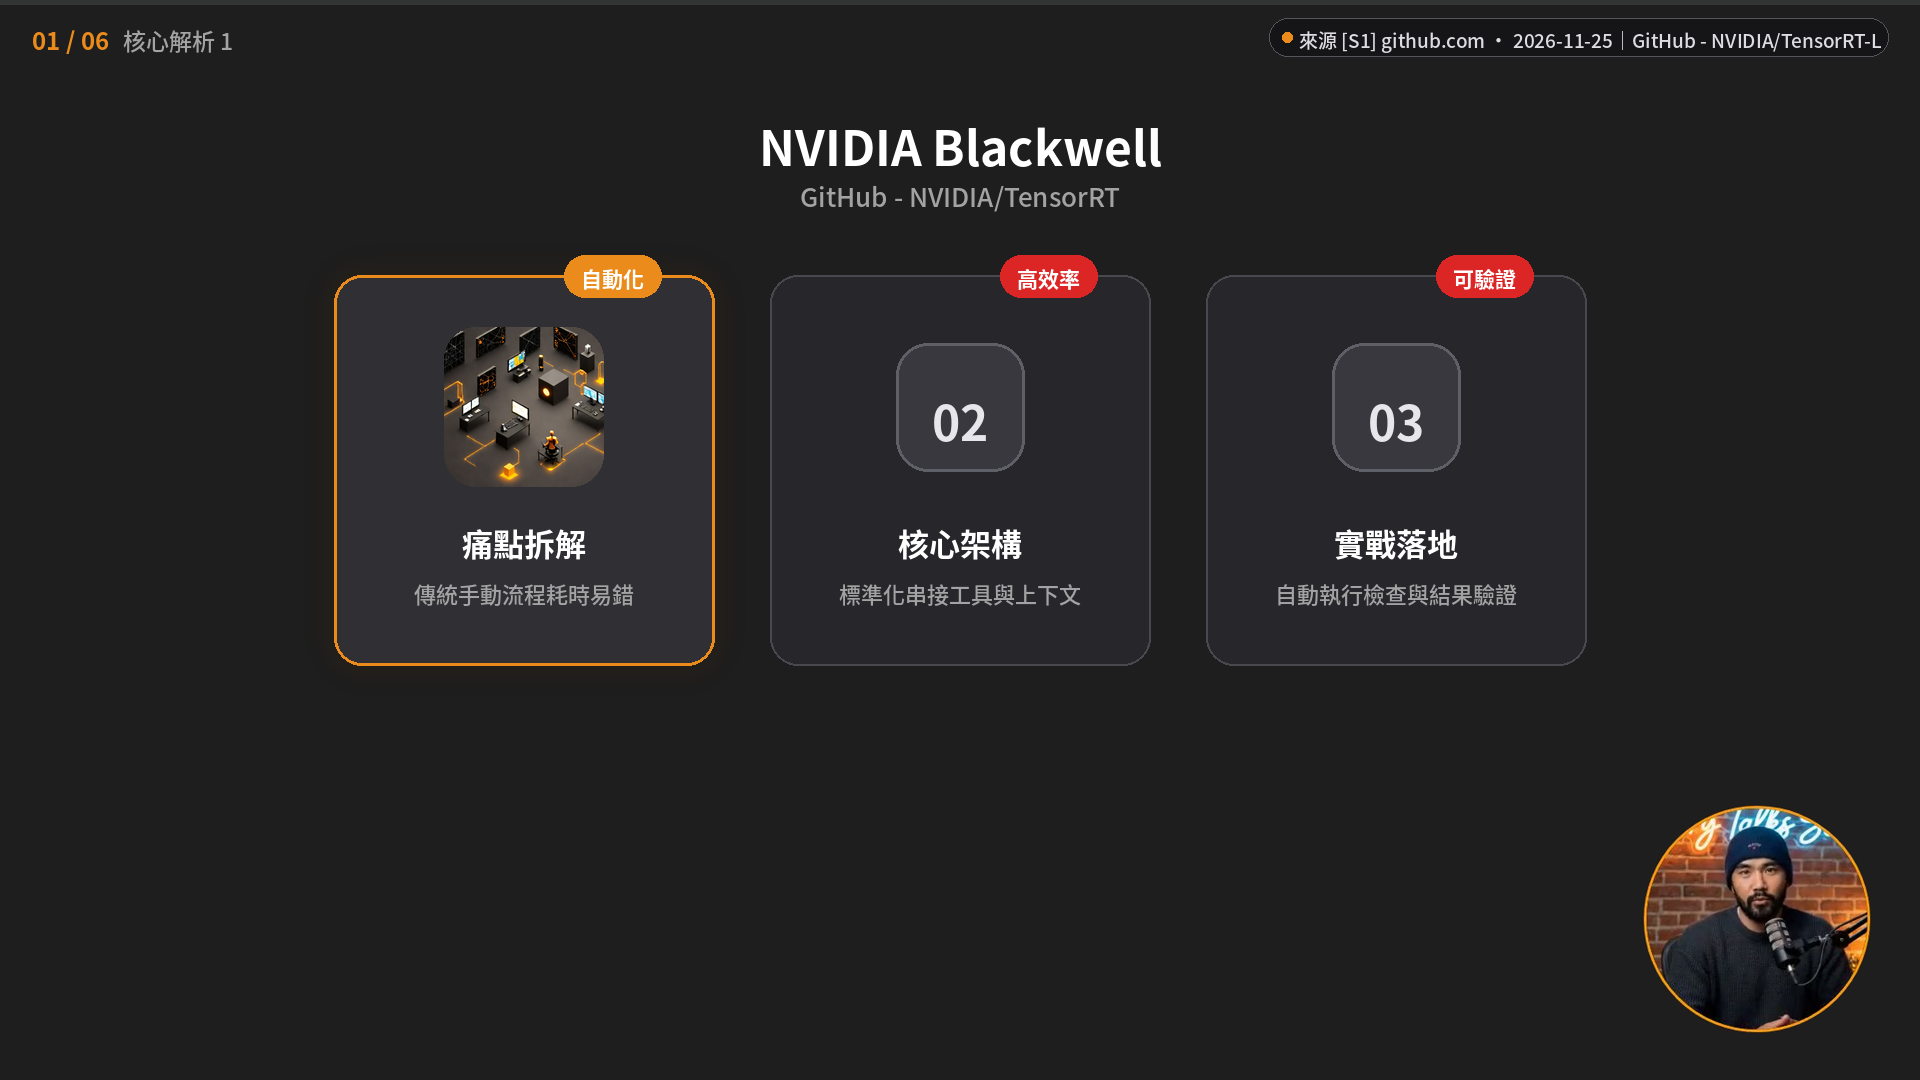 01 / 06 核心解析 1
來源 [S1] github.com • 2026-11-25｜GitHub - NVIDIA/TensorRT-L
NVIDIA Blackwell
GitHub - NVIDIA/TensorRT
自動化
高效率
可驗證
02
03
痛點拆解
核心架構
實戰落地
傳統手動流程耗時易錯
標準化串接工具與上下文
自動執行檢查與結果驗證